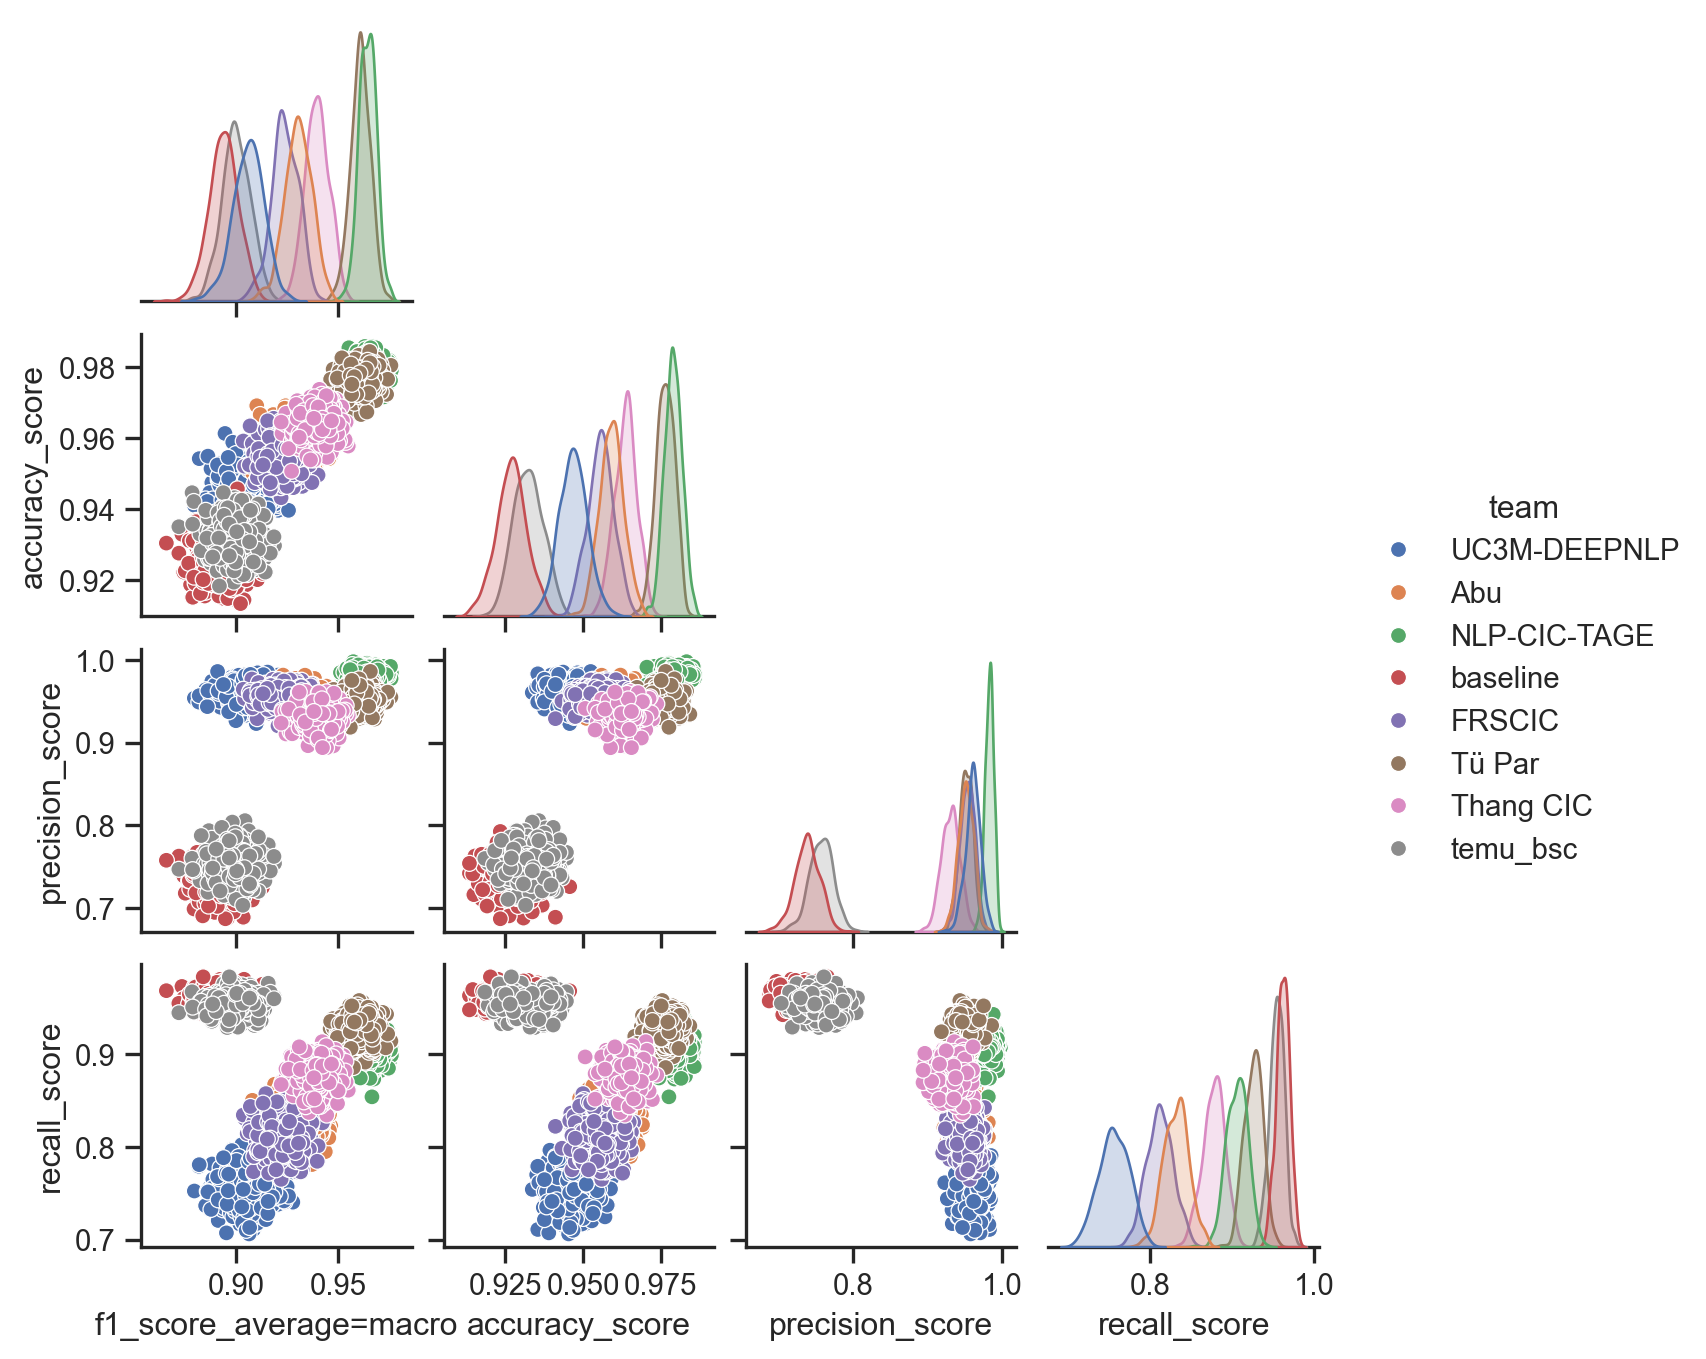 accuracy_score
0.98
0.96
0.94
0.92
precision_score
1.0
0.9
0.8
0.7
recall_score
0.9
0.8
0.7
0.90 0.95
0.925 0.950 0.975
0.8 1.0
0.8 1.0
f1_score_average=macro accuracy_score precision_score recall_score
team
UC3M-DEEPNLP
Abu
NLP-CIC-TAGE
baseline
FRSCIC
Tü Par
Thang CIC
temu_bsc